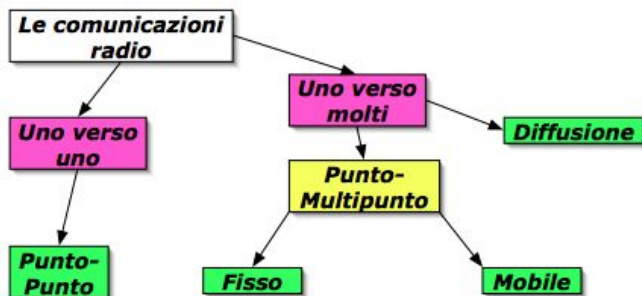 Le comunicazioni
radio
Uno verso
molti
Uno verso
uno
Diffusione
Punto-
Multipunto
Punto-
Punto
Fisso
Mobile